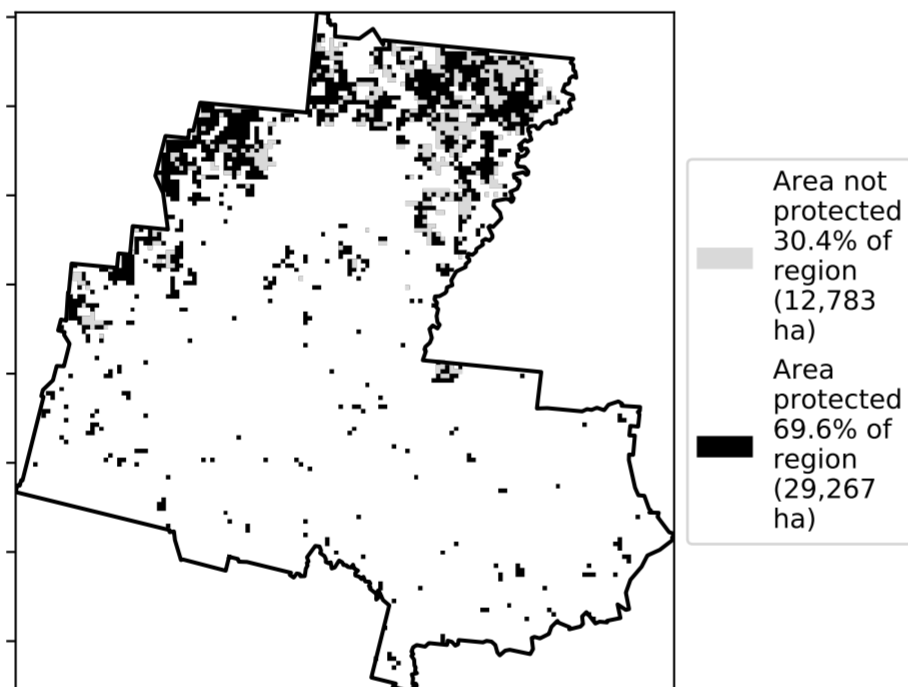 Area not
protected
30.4% of
region
(12,783
ha)
Area
protected
69.6% of
region
(29,267
ha)